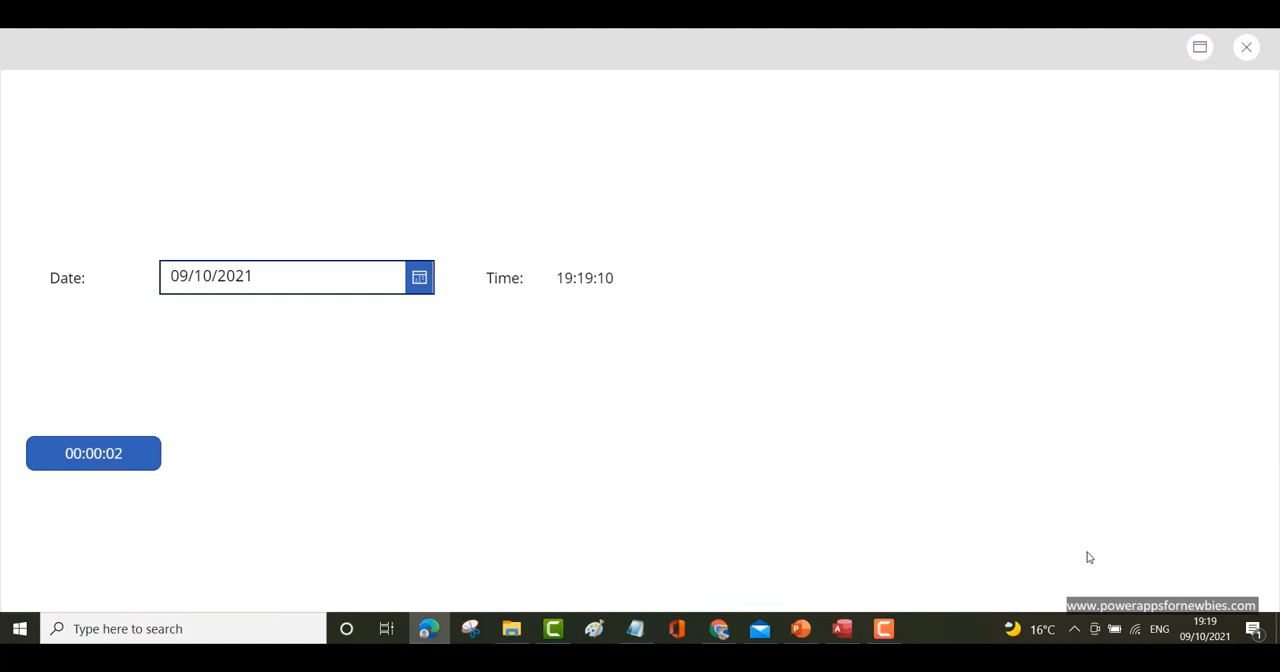 Date:
09/10/2021
Time:
19:19:10
00:00:02
www.powerappsfornewbies.com
Type here to search
16°C
ENG
19:19
09/10/2021
1